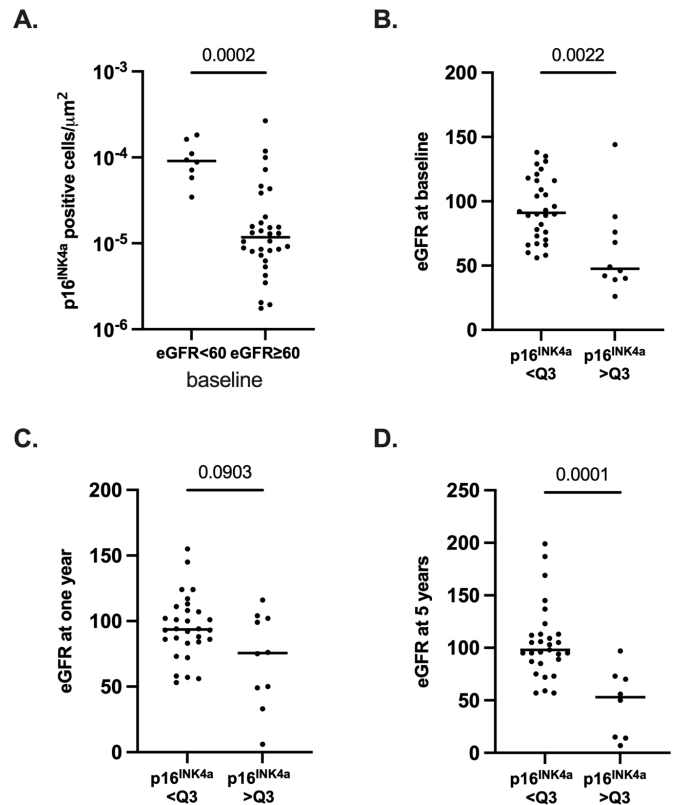 A.
0.0002
p16^INK4a positive cells/μm²
10⁻³
10⁻⁴
10⁻⁵
10⁻⁶
eGFR<60 eGFR≥60
baseline
B.
0.0022
eGFR at baseline
200
150
100
50
0
p16^INK4a p16^INK4a
<Q3 >Q3
C.
0.0903
eGFR at one year
200
150
100
50
0
p16^INK4a p16^INK4a
<Q3 >Q3
D.
0.0001
eGFR at 5 years
250
200
150
100
50
0
p16^INK4a p16^INK4a
<Q3 >Q3